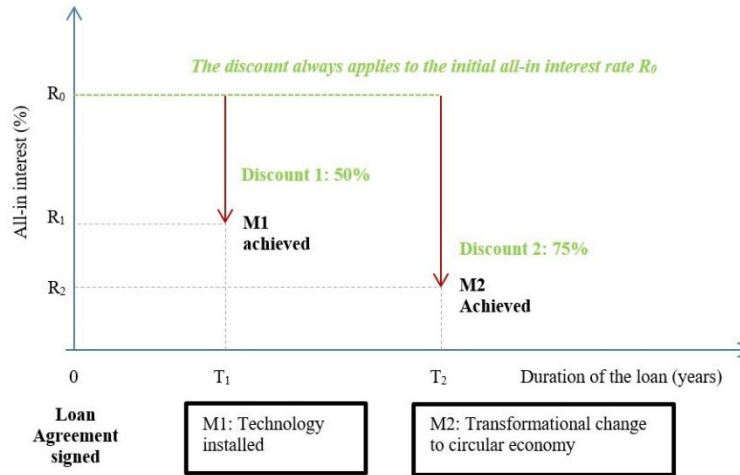 The discount always applies to the initial all-in interest rate R₀
R₀
All-in interest (%)
Discount 1: 50%
R₁
M1
achieved
Discount 2: 75%
R₂
M2
Achieved
0
T₁
T₂
Duration of the loan (years)
Loan
Agreement
signed
M1: Technology
installed
M2: Transformational change
to circular economy